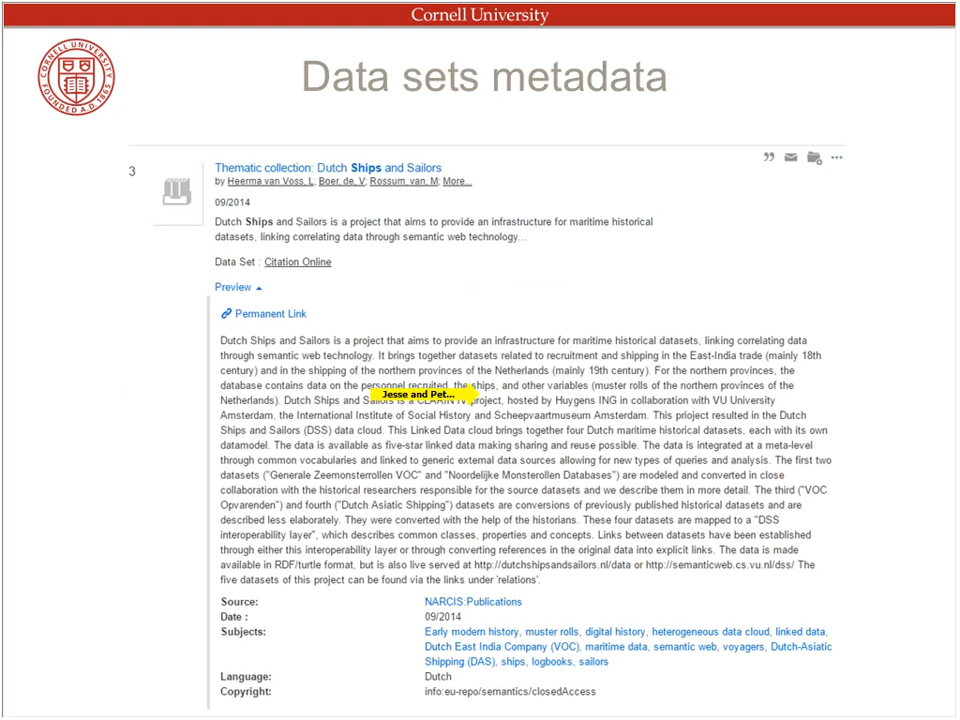 Cornell University
CORNELL UNIVERSITY
FOUNDED A.D. 1865
Data sets metadata
3
Thematic collection: Dutch Ships and Sailors
by Heerma van Voss, L; Boer, de, V; Rossum, van, M; More...
09/2014
Dutch Ships and Sailors is a project that aims to provide an infrastructure for maritime historical
datasets, linking correlating data through semantic web technology...
Data Set : Citation Online
Preview
Permanent Link
Dutch Ships and Sailors is a project that aims to provide an infrastructure for maritime historical datasets, linking correlating data
through semantic web technology. It brings together datasets related to recruitment and shipping in the East-India trade (mainly 18th
century) and in the shipping of the northern provinces of the Netherlands (mainly 19th century). For the northern provinces, the
database contains data on the personnel recruited, the ships, and other variables (muster rolls of the northern provinces of the
Jesse and Pet...
Netherlands). Dutch Ships and Sailors is a CLARIN project, hosted by Huygens ING in collaboration with VU University
Amsterdam, the International Institute of Social History and Scheepvaartmuseum Amsterdam. This project resulted in the Dutch
Ships and Sailors (DSS) data cloud. This Linked Data cloud brings together four Dutch maritime historical datasets, each with its own
datamodel. The data is available as five-star linked data making sharing and reuse possible. The data is integrated at a meta-level
through common vocabularies and linked to generic external data sources allowing for new types of queries and analysis. The first two
datasets ("Generale Zeemonsterrollen VOC" and "Noordelijke Monsterollen Databases") are modeled and converted in close
collaboration with the historical researchers responsible for the source datasets and we describe them in more detail. The third ("VOC
Opvarenden") and fourth ("Dutch Asiatic Shipping") datasets are conversions of previously published historical datasets and are
described less elaborately. They were converted with the help of the historians. These four datasets are mapped to a "DSS
interoperability layer", which describes common classes, properties and concepts. Links between datasets have been established
through either this interoperability layer or through converting references in the original data into explicit links. The data is made
available in RDF/turtle format, but is also live served at http://dutchshipsandsailors.nl/data or http://semanticweb.cs.vu.nl/dss/ The
five datasets of this project can be found via the links under 'relations'.
Source: NARCIS:Publications
Date : 09/2014
Subjects: Early modern history, muster rolls, digital history, heterogeneous data cloud, linked data,
Dutch East India Company (VOC), maritime data, semantic web, voyagers, Dutch-Asiatic
Shipping (DAS), ships, logbooks, sailors
Language: Dutch
Copyright: info:eu-repo/semantics/closedAccess